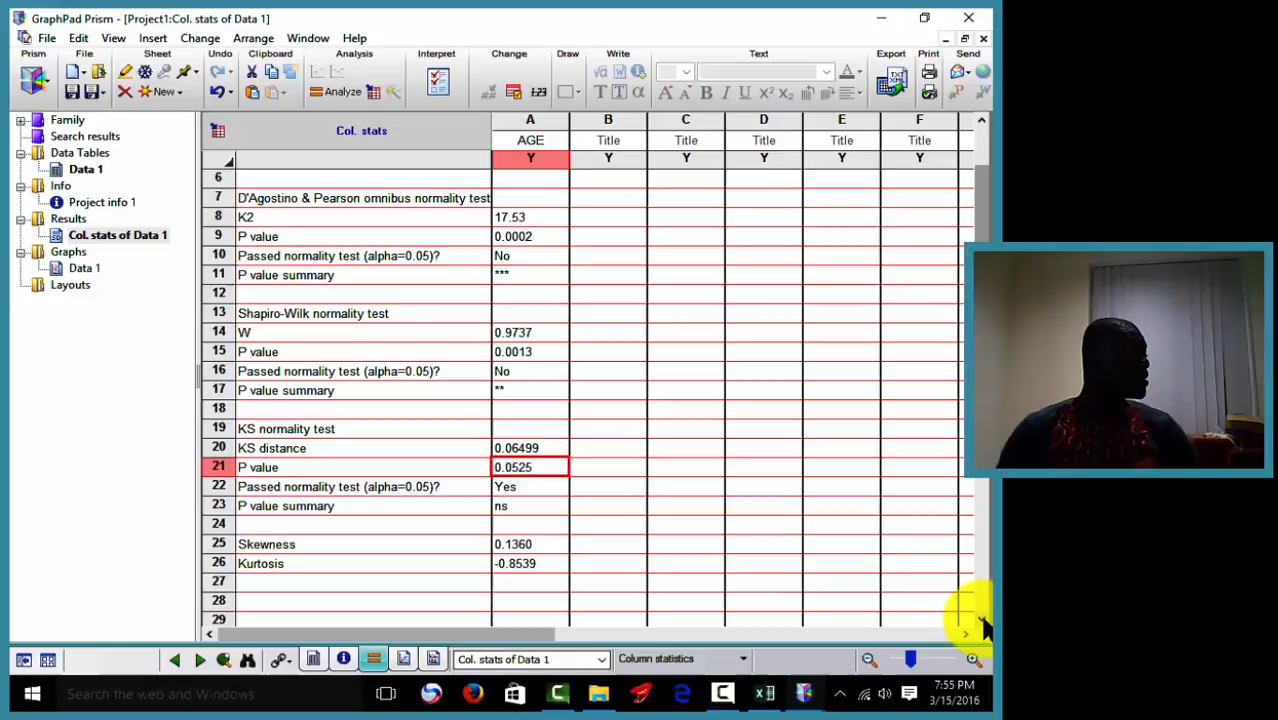 GraphPad Prism - [Project1:Col. stats of Data 1]
File Edit View Insert Change Arrange Window Help
Prism File Sheet Undo Clipboard Analysis Interpret Change Draw Write Text Export Print Send
New
Analyze
123
Family
Search results
Data Tables
Data 1
Info
Project info 1
Results
Col. stats of Data 1
Graphs
Data 1
Layouts
Col. stats A B C D E F
AGE Title Title Title Title Title
Y Y Y Y Y Y
6
7 D'Agostino & Pearson omnibus normality test
8 K2 17.53
9 P value 0.0002
10 Passed normality test (alpha=0.05)? No
11 P value summary ***
12
13 Shapiro-Wilk normality test
14 W 0.9737
15 P value 0.0013
16 Passed normality test (alpha=0.05)? No
17 P value summary **
18
19 KS normality test
20 KS distance 0.06499
21 P value 0.0525
22 Passed normality test (alpha=0.05)? Yes
23 P value summary ns
24
25 Skewness 0.1360
26 Kurtosis -0.8539
27
28
29
Col. stats of Data 1 Column statistics
Search the web and Windows
7:55 PM
3/15/2016